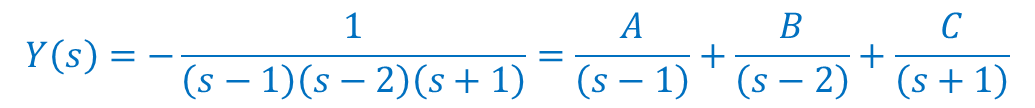 Y(s) = − 1/((s − 1)(s − 2)(s + 1)) = A/(s − 1) + B/(s − 2) + C/(s + 1)